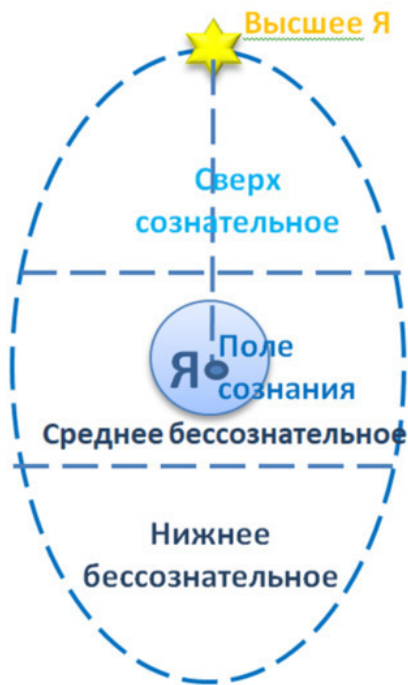 Высшее Я
Сверх
сознательное
Я
Поле
сознания
Среднее бессознательное
Нижнее
бессознательное